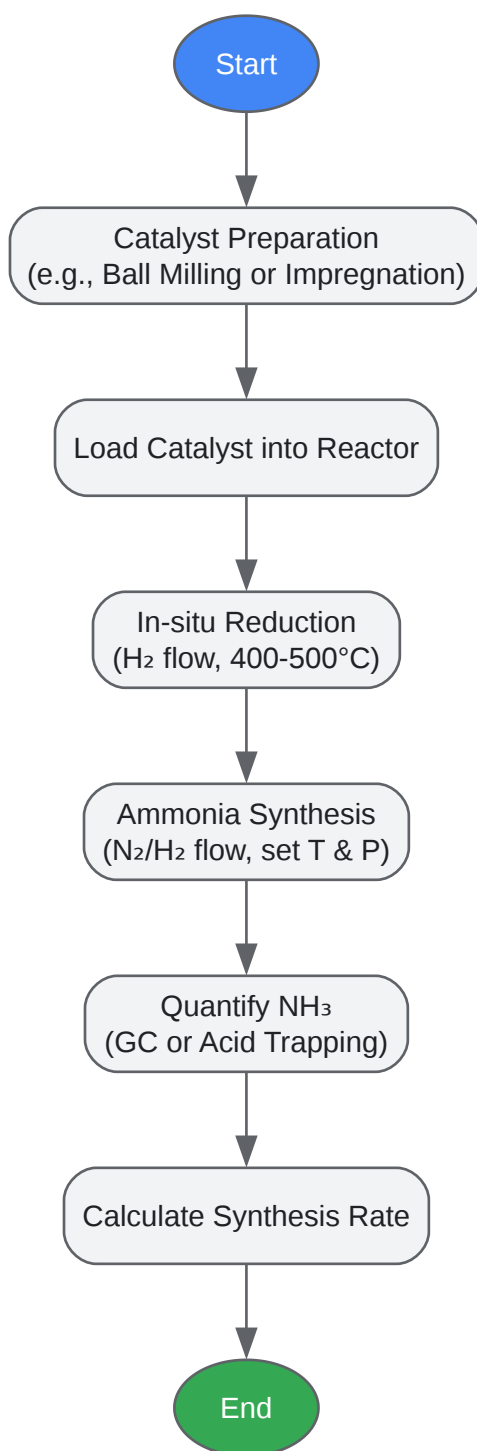 Start
Catalyst Preparation
(e.g., Ball Milling or Impregnation)
Load Catalyst into Reactor
In-situ Reduction
(H₂ flow, 400-500°C)
Ammonia Synthesis
(N₂/H₂ flow, set T & P)
Quantify NH₃
(GC or Acid Trapping)
Calculate Synthesis Rate
End